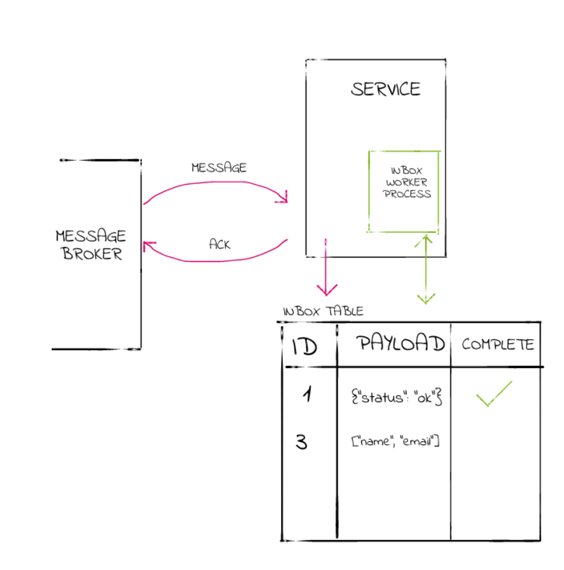 SERVICE
MESSAGE
INBOX
WORKER
PROCESS
MESSAGE
BROKER
ACK
INBOX TABLE
ID PAYLOAD COMPLETE
1 {"status": "ok"}
3 ["name", "email"]